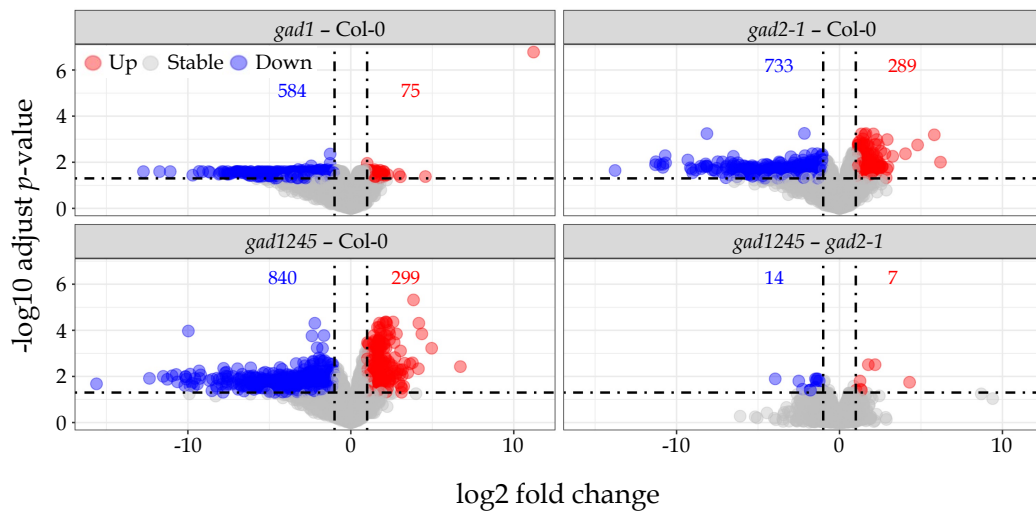 gad1 – Col-0
gad2-1 – Col-0
Up Stable Down
584 75
733 289
6
4
2
0
gad1245 – Col-0
gad1245 – gad2-1
840 299
14 7
6
4
2
0
-10 0 10
-10 0 10
-log10 adjust p-value
log2 fold change